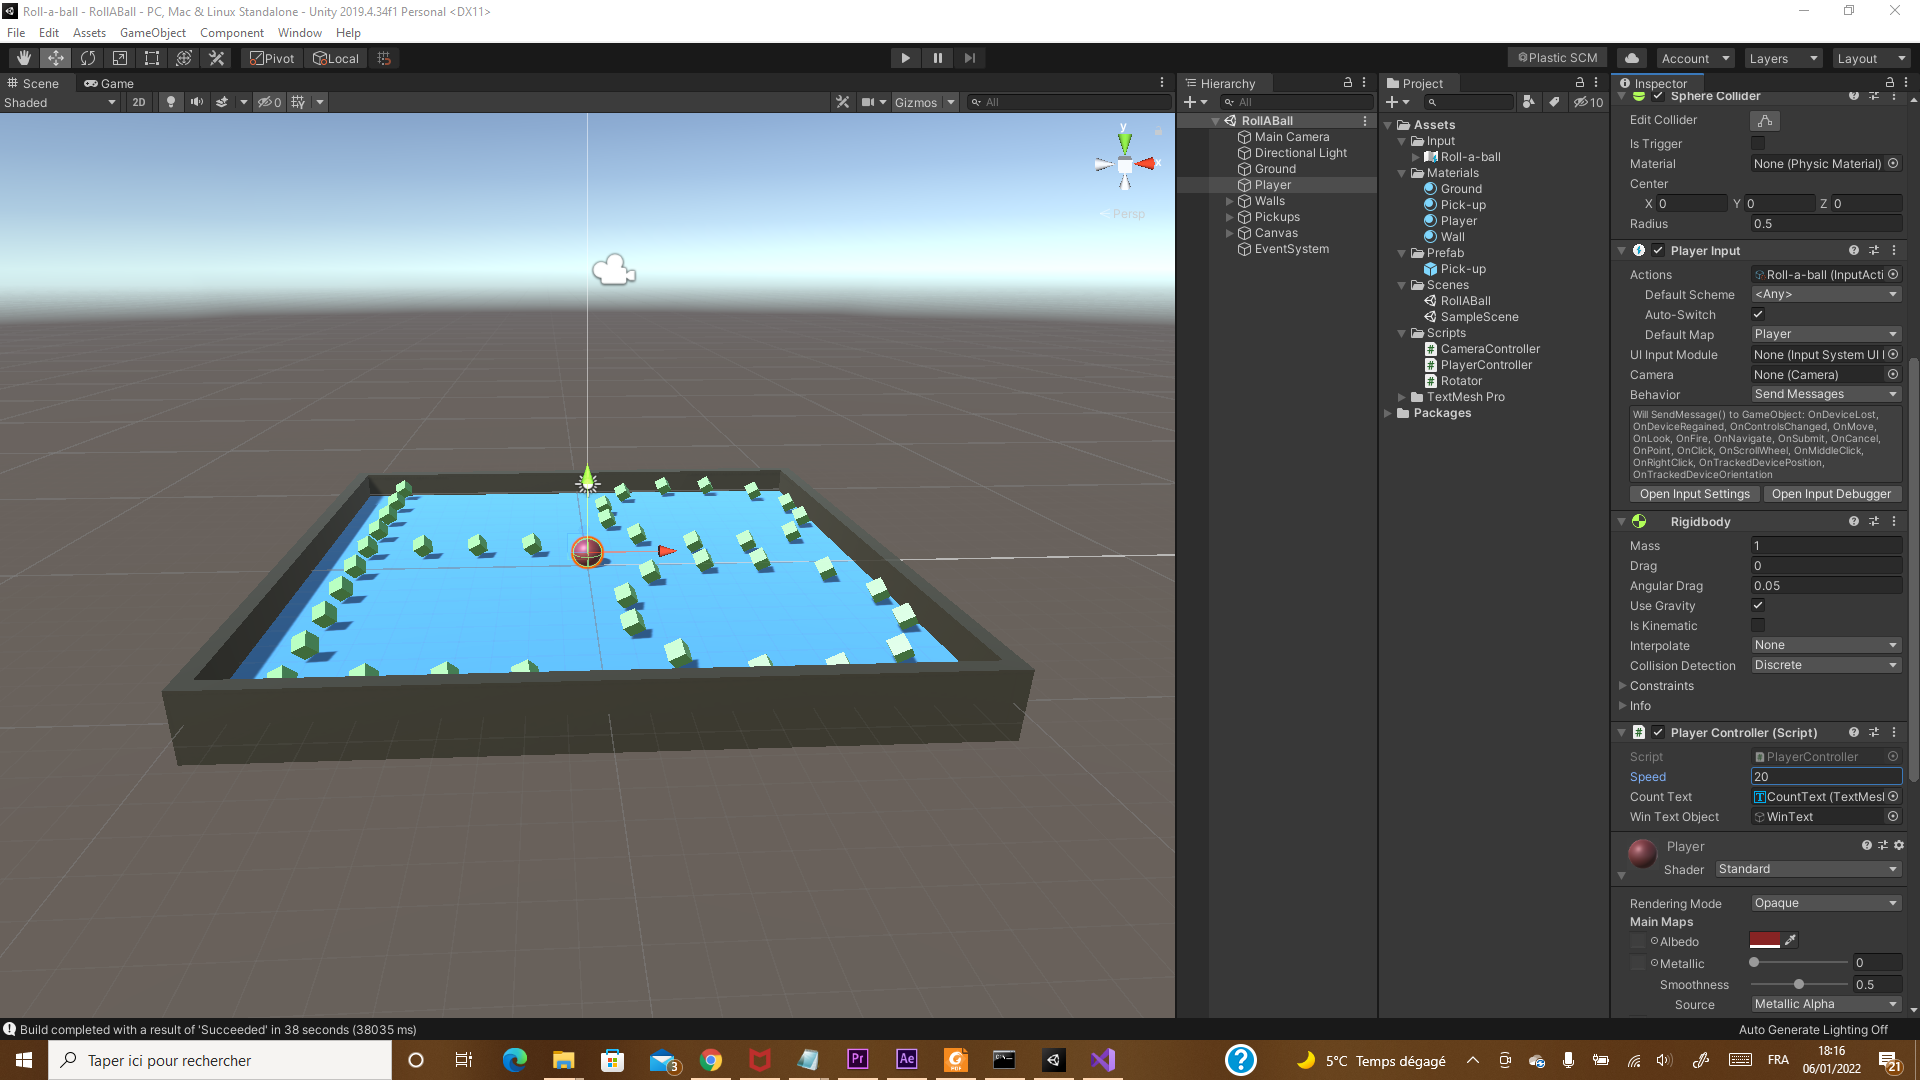 Roll-a-ball - RollABall - PC, Mac & Linux Standalone - Unity 2019.4.34f1 Personal <DX11>
File Edit Assets GameObject Component Window Help
Pivot Local Plastic SCM Account Layers Layout
Scene Game
Shaded 2D 0 Gizmos All
y
x
Persp
Hierarchy
All
RollABall
Main Camera
Directional Light
Ground
Player
Walls
Pickups
Canvas
EventSystem
Project
10
Assets
Input
Roll-a-ball
Materials
Ground
Pick-up
Player
Wall
Prefab
Pick-up
Scenes
RollABall
SampleScene
Scripts
CameraController
PlayerController
Rotator
TextMesh Pro
Packages
Inspector
Sphere Collider
Edit Collider
Is Trigger
Material None (Physic Material)
Center
X 0 Y 0 Z 0
Radius 0.5
Player Input
Actions Roll-a-ball (InputActi
Default Scheme <Any>
Auto-Switch
Default Map Player
UI Input Module None (Input System UI I
Camera None (Camera)
Behavior Send Messages
Will SendMessage() to GameObject: OnDeviceLost,
OnDeviceRegained, OnControlsChanged, OnMove,
OnLook, OnFire, OnNavigate, OnSubmit, OnCancel,
OnPoint, OnClick, OnScrollWheel, OnMiddleClick,
OnRightClick, OnTrackedDevicePosition,
OnTrackedDeviceOrientation
Open Input Settings Open Input Debugger
Rigidbody
Mass 1
Drag 0
Angular Drag 0.05
Use Gravity
Is Kinematic
Interpolate None
Collision Detection Discrete
Constraints
Info
Player Controller (Script)
Script PlayerController
Speed 20
Count Text CountText (TextMesl
Win Text Object WinText
Player
Shader Standard
Rendering Mode Opaque
Main Maps
Albedo
Metallic 0
Smoothness 0.5
Source Metallic Alpha
Build completed with a result of 'Succeeded' in 38 seconds (38035 ms)
Auto Generate Lighting Off
Taper ici pour rechercher
3
Pr
Ae
PDF
?
5°C Temps dégagé
FRA
18:16
06/01/2022
21